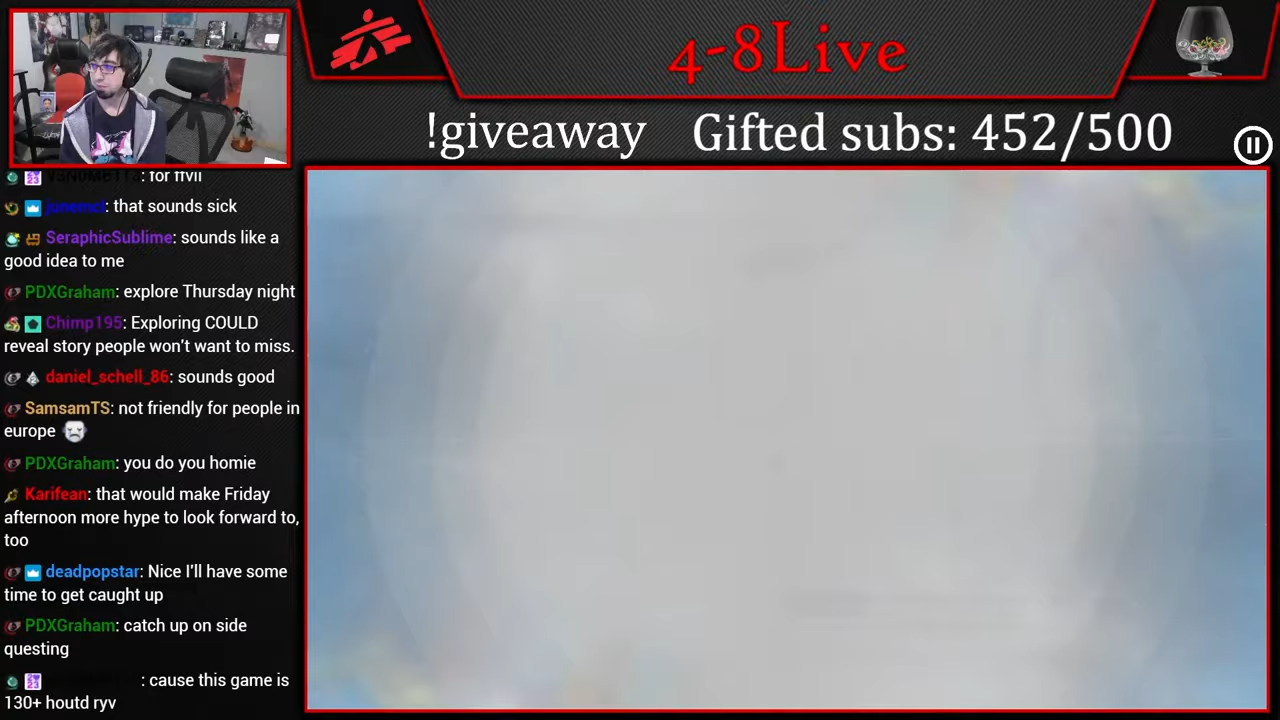 4-8Live
!giveaway
Gifted subs: 452/500
: for ffvii
junemct: that sounds sick
SeraphicSublime: sounds like a
good idea to me
PDXGraham: explore Thursday night
Chimp195: Exploring COULD
reveal story people won't want to miss.
daniel_schell_86: sounds good
SamsamTS: not friendly for people in
europe
PDXGraham: you do you homie
Karifean: that would make Friday
afternoon more hype to look forward to,
too
deadpopstar: Nice I'll have some
time to get caught up
PDXGraham: catch up on side
questing
: cause this game is
130+ houtd ryv